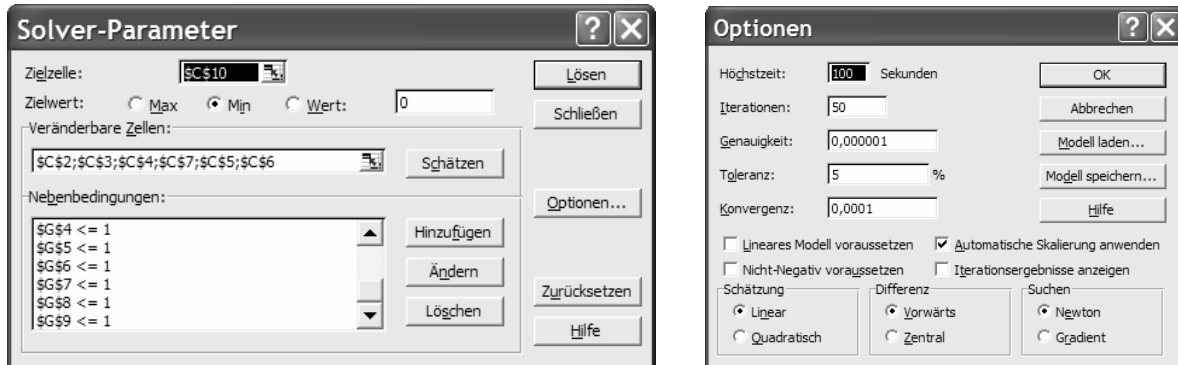 Solver-Parameter
Zielzelle: $C$10
Lösen
Zielwert: Max Min Wert: 0
Schließen
Veränderbare Zellen:
$C$2;$C$3;$C$4;$C$7;$C$5;$C$6
Schätzen
Nebenbedingungen:
Optionen...
$G$4 <= 1
$G$5 <= 1
$G$6 <= 1
$G$7 <= 1
$G$8 <= 1
$G$9 <= 1
Hinzufügen
Ändern
Löschen
Zurücksetzen
Hilfe
Optionen
Höchstzeit: 100 Sekunden
OK
Iterationen: 50
Abbrechen
Genauigkeit: 0,000001
Modell laden...
Toleranz: 5 %
Modell speichern...
Konvergenz: 0,0001
Hilfe
Lineares Modell voraussetzen Automatische Skalierung anwenden
Nicht-Negativ voraussetzen Iterationsergebnisse anzeigen
Schätzung Differenz Suchen
Linear Vorwärts Newton
Quadratisch Zentral Gradient